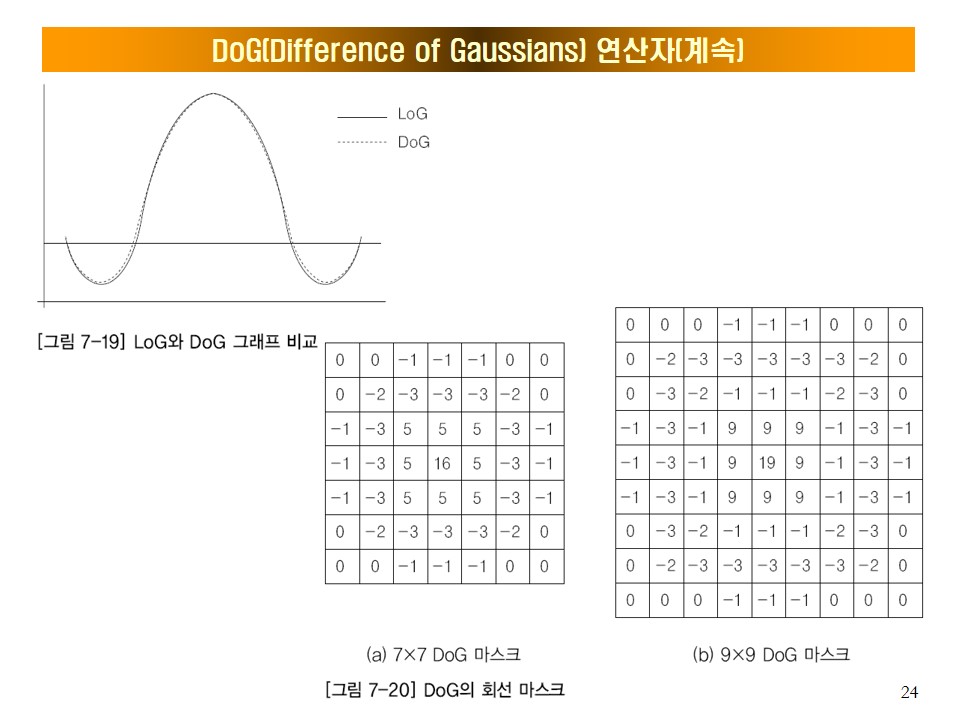 DoG(Difference of Gaussians) 연산자(계속)
LoG
DoG
[그림 7-19] LoG와 DoG 그래프 비교
0 0 -1 -1 -1 0 0
0 -2 -3 -3 -3 -2 0
-1 -3 5 5 5 -3 -1
-1 -3 5 16 5 -3 -1
-1 -3 5 5 5 -3 -1
0 -2 -3 -3 -3 -2 0
0 0 -1 -1 -1 0 0
(a) 7×7 DoG 마스크
0 0 0 -1 -1 -1 0 0 0
0 -2 -3 -3 -3 -3 -3 -2 0
0 -3 -2 -1 -1 -1 -2 -3 0
-1 -3 -1 9 9 9 -1 -3 -1
-1 -3 -1 9 19 9 -1 -3 -1
-1 -3 -1 9 9 9 -1 -3 -1
0 -3 -2 -1 -1 -1 -2 -3 0
0 -2 -3 -3 -3 -3 -3 -2 0
0 0 0 -1 -1 -1 0 0 0
(b) 9×9 DoG 마스크
[그림 7-20] DoG의 회선 마스크
24